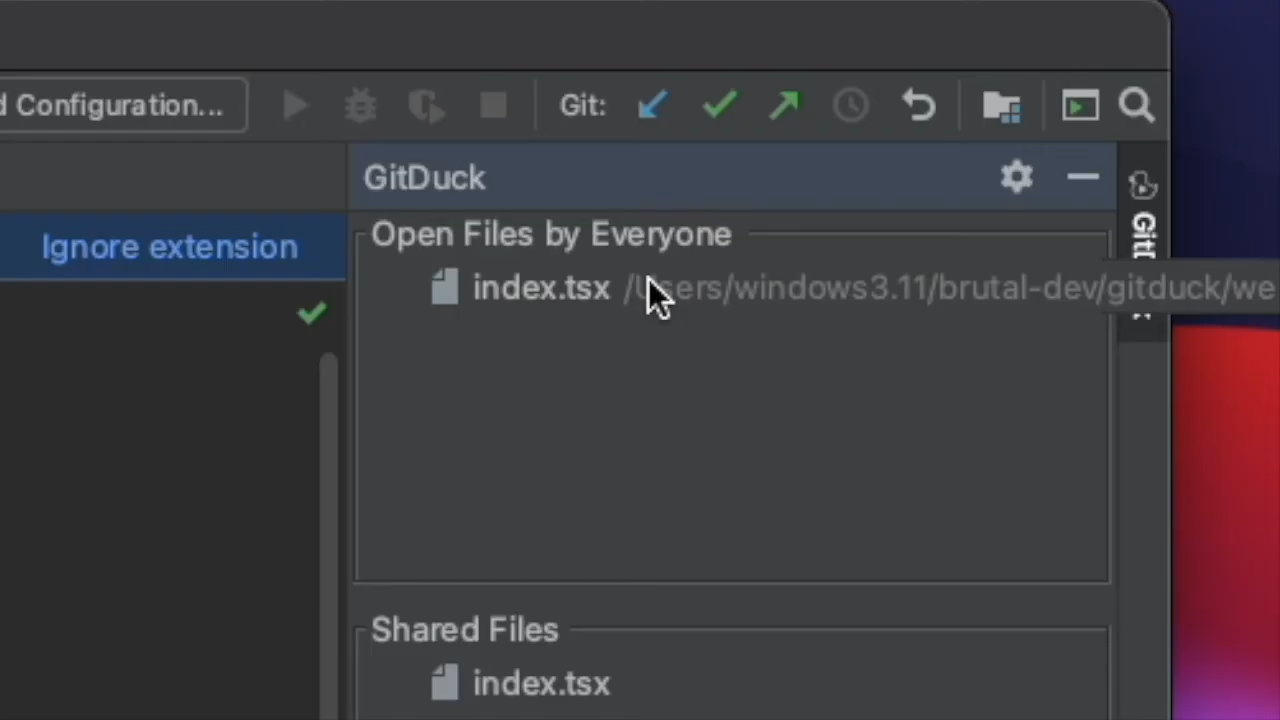 d Configuration...
Git:
GitDuck
Ignore extension
Open Files by Everyone
index.tsx /Users/windows3.11/brutal-dev/gitduck/we
Shared Files
index.tsx